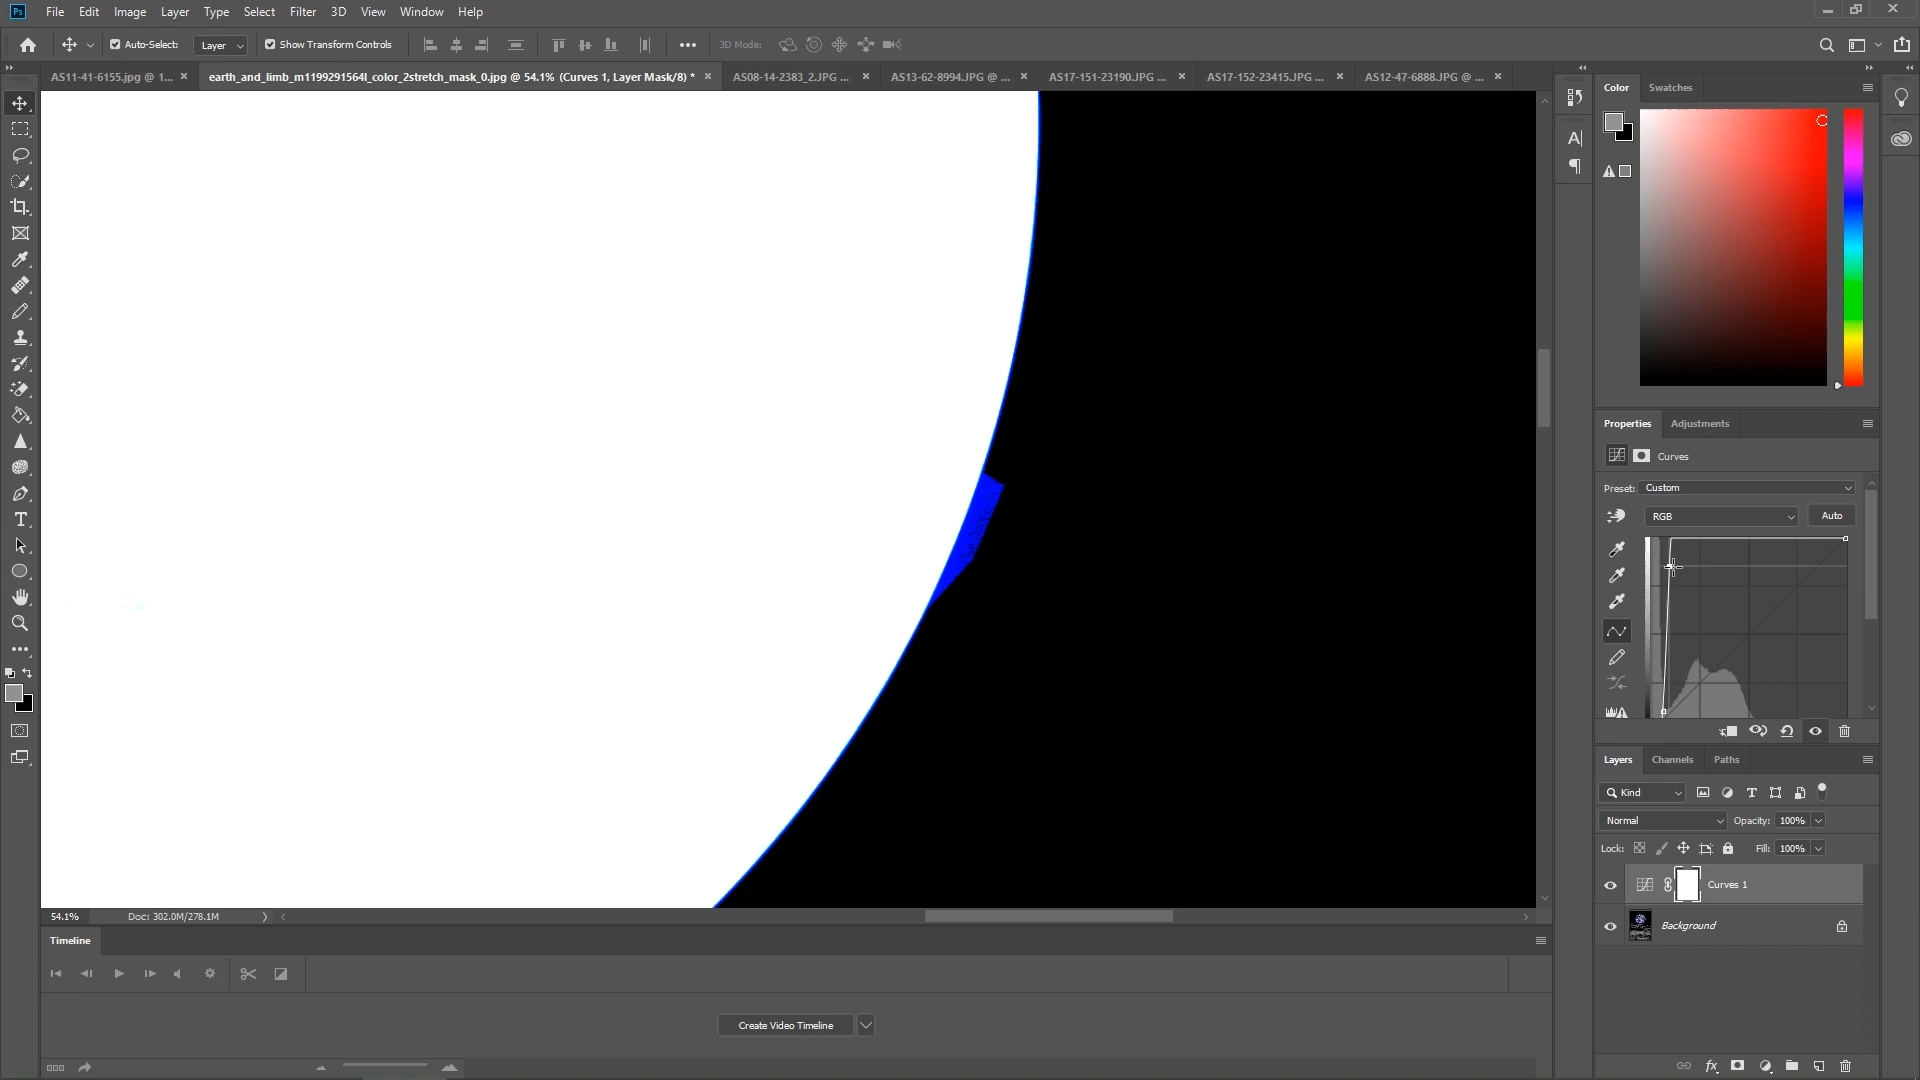 Ps File Edit Image Layer Type Select Filter 3D View Window Help
Auto-Select: Layer Show Transform Controls 3D Mode:
AS11-41-6155.jpg @ 1... earth_and_limb_m1199291564l_color_2stretch_mask_0.jpg @ 54.1% (Curves 1, Layer Mask/8) * AS08-14-2383_2.JPG ... AS13-62-8994.JPG @ ... AS17-151-23190.JPG ... AS17-152-23415.JPG ... AS12-47-6888.JPG @ ...
Color Swatches
Properties Adjustments
Curves
Preset: Custom
RGB Auto
Layers Channels Paths
Kind
Normal Opacity: 100%
Lock: Fill: 100%
Curves 1
Background
54.1% Doc: 302.0M/278.1M
Timeline
Create Video Timeline